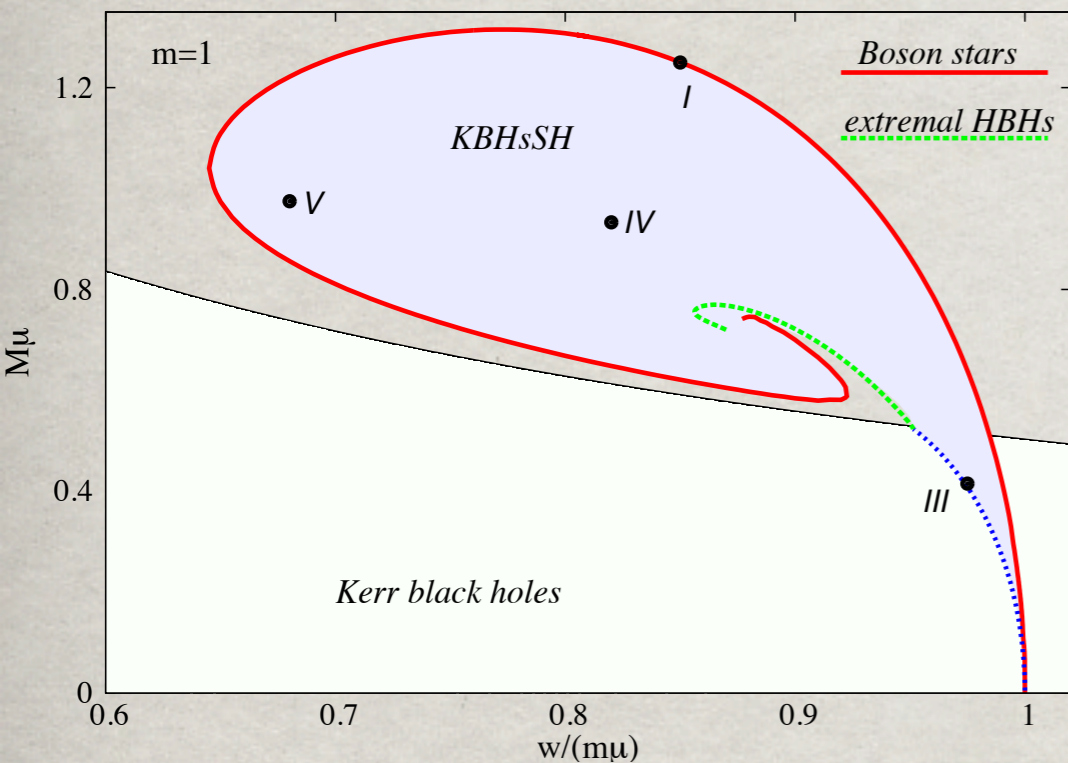 m=1
Boson stars
extremal HBHs
KBHsSH
I
V
IV
III
Kerr black holes
1.2
0.8
0.4
0
Mμ
0.6
0.7
0.8
0.9
1
w/(mμ)